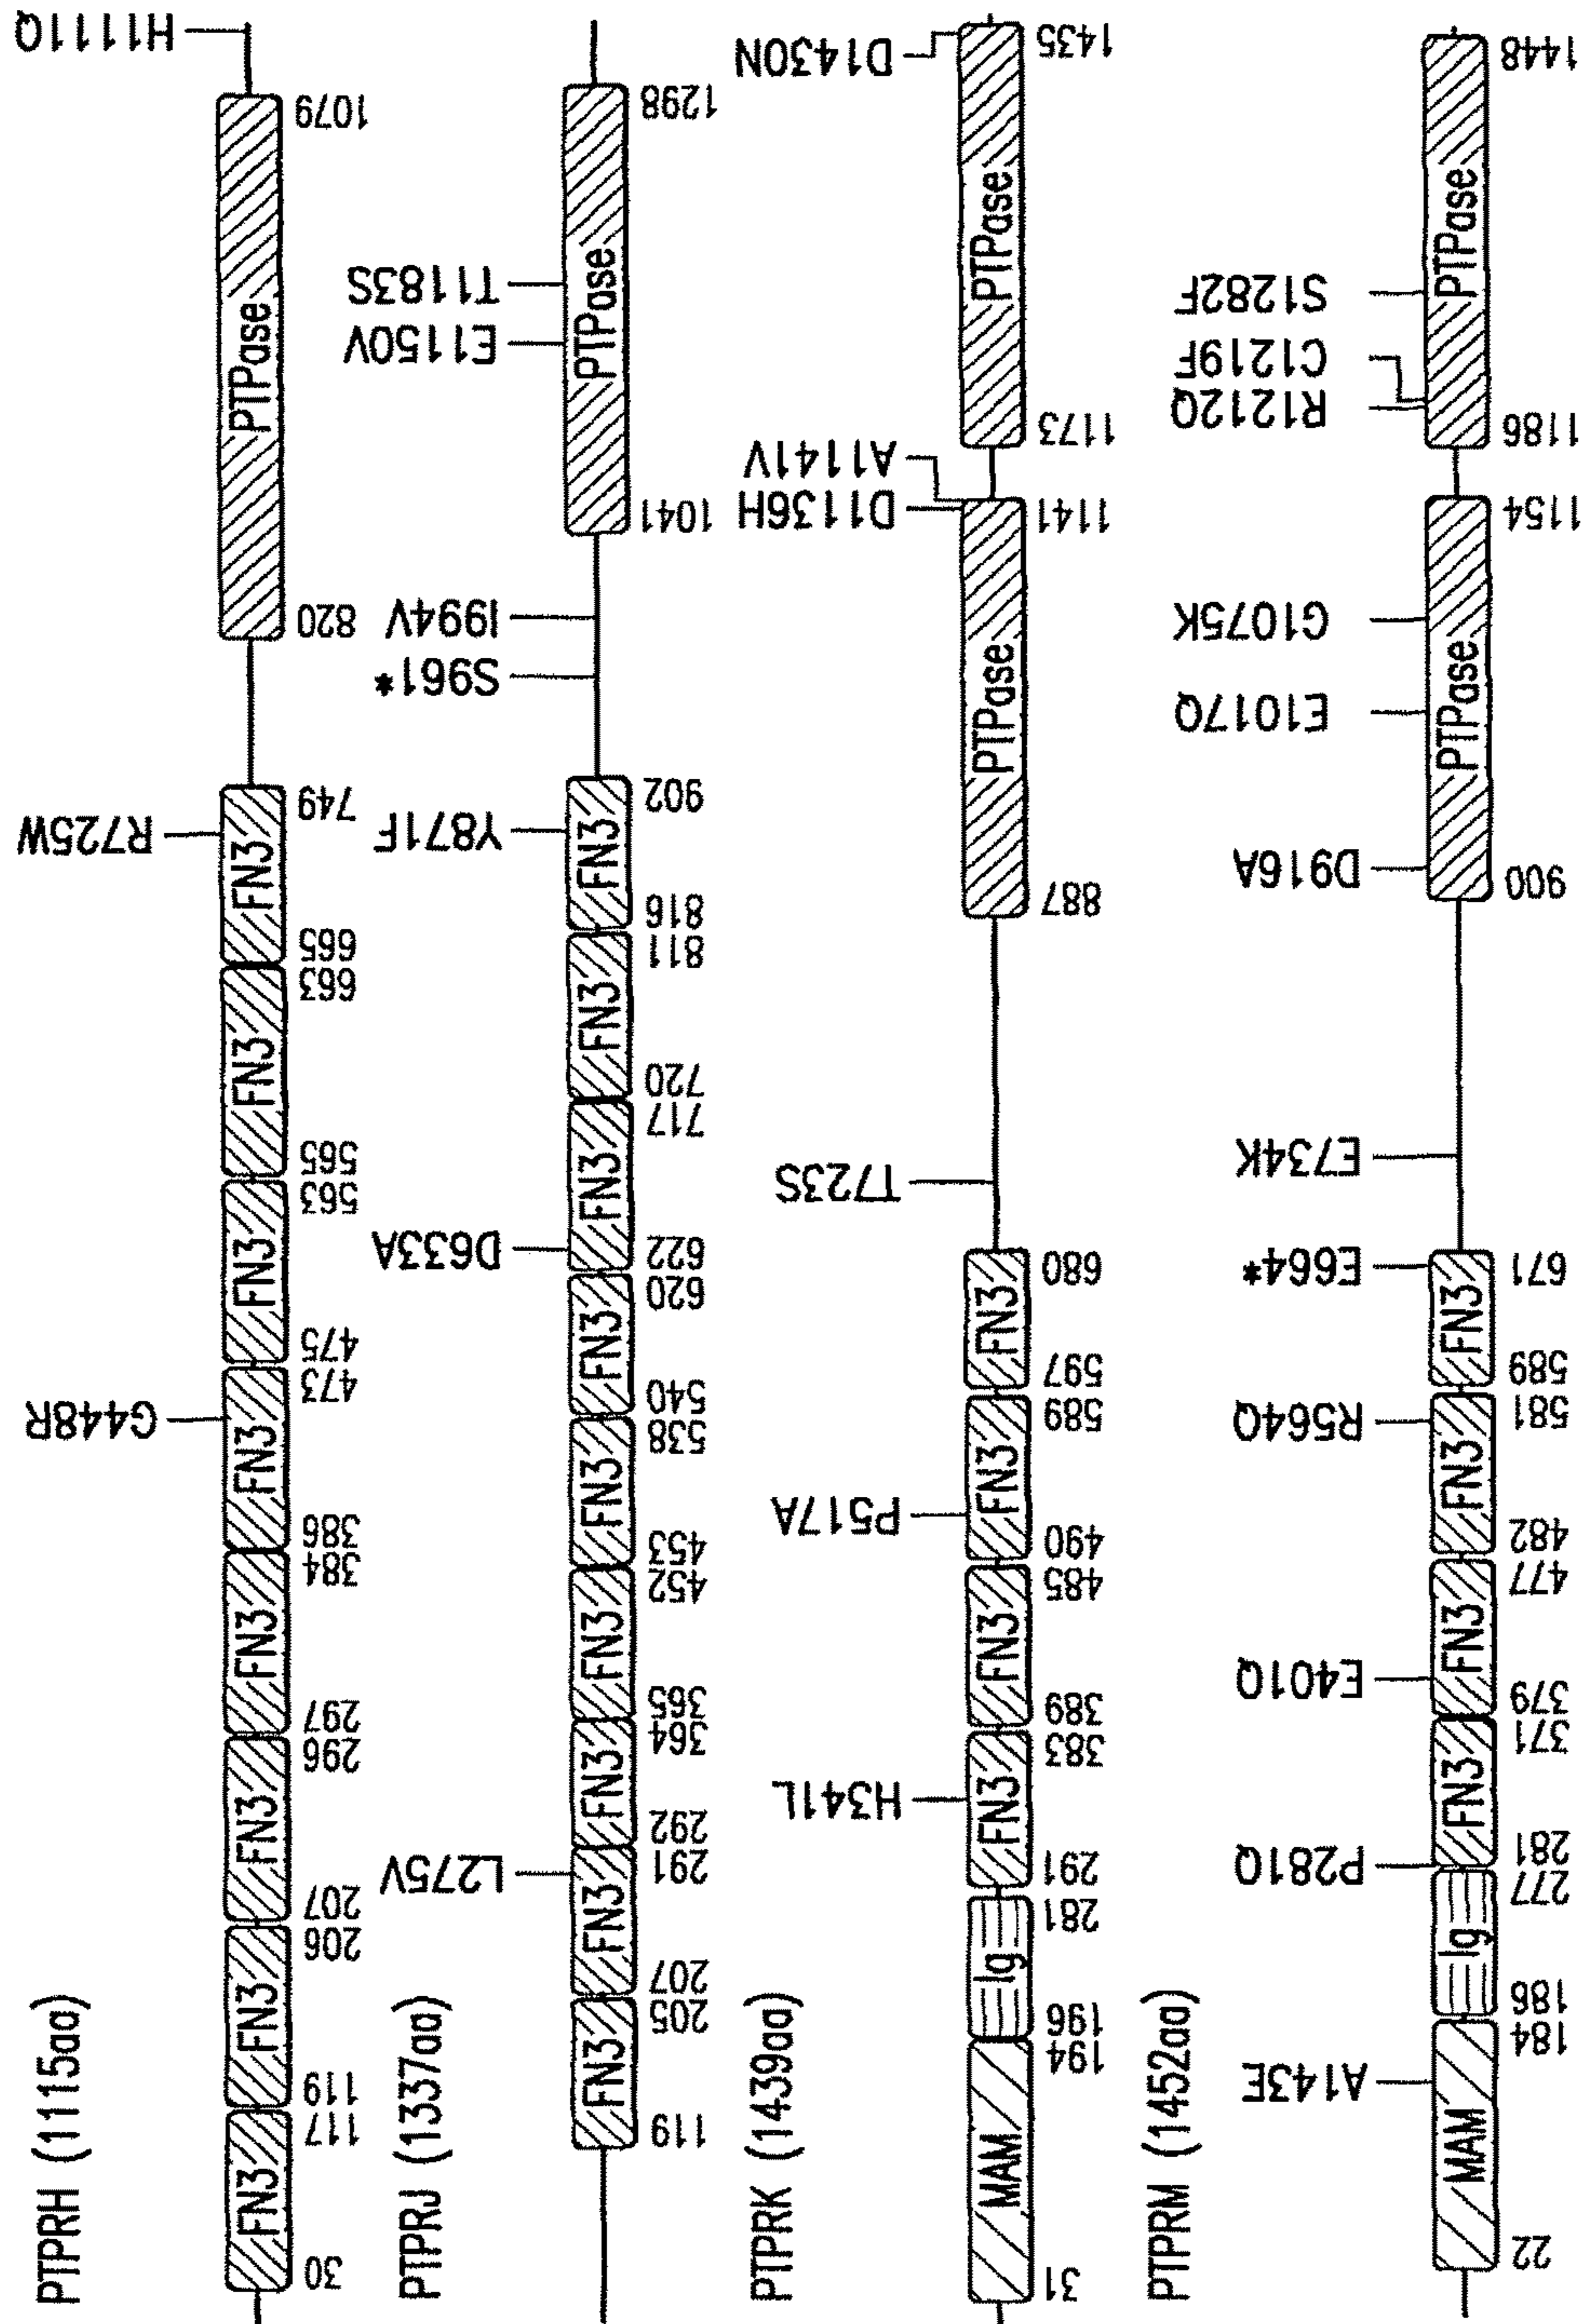 PTPRH (1115aa)
G448R
R725W
H1111Q
FN3 FN3 FN3 FN3 FN3 FN3 FN3 FN3 PTPase
30 117 119 206 207 296 297 384 386 473 475 563 565 663 665 749 820 1079
PTPRJ (1337aa)
L275V
D633A
Y871F
S961*
I994V
E1150V
T1183S
FN3 FN3 FN3 FN3 FN3 FN3 FN3 FN3 FN3 PTPase
119 205 207 291 292 364 365 452 453 538 540 620 622 717 720 811 816 902 1041 1298
PTPRK (1439aa)
H341L
P517A
T723S
D1136H
A1141V
D1430N
MAM Ig FN3 FN3 FN3 FN3 PTPase PTPase
31 194 196 281 291 383 389 485 490 589 597 680 887 1141 1173 1435
PTPRM (1452aa)
A143E
P281Q
E401Q
R564Q
E664*
E734K
D916A
E1017Q
G1075K
R1212Q
C1219F
S1282F
MAM Ig FN3 FN3 FN3 FN3 PTPase PTPase
22 184 186 277 281 371 379 477 482 581 589 671 900 1154 1186 1448